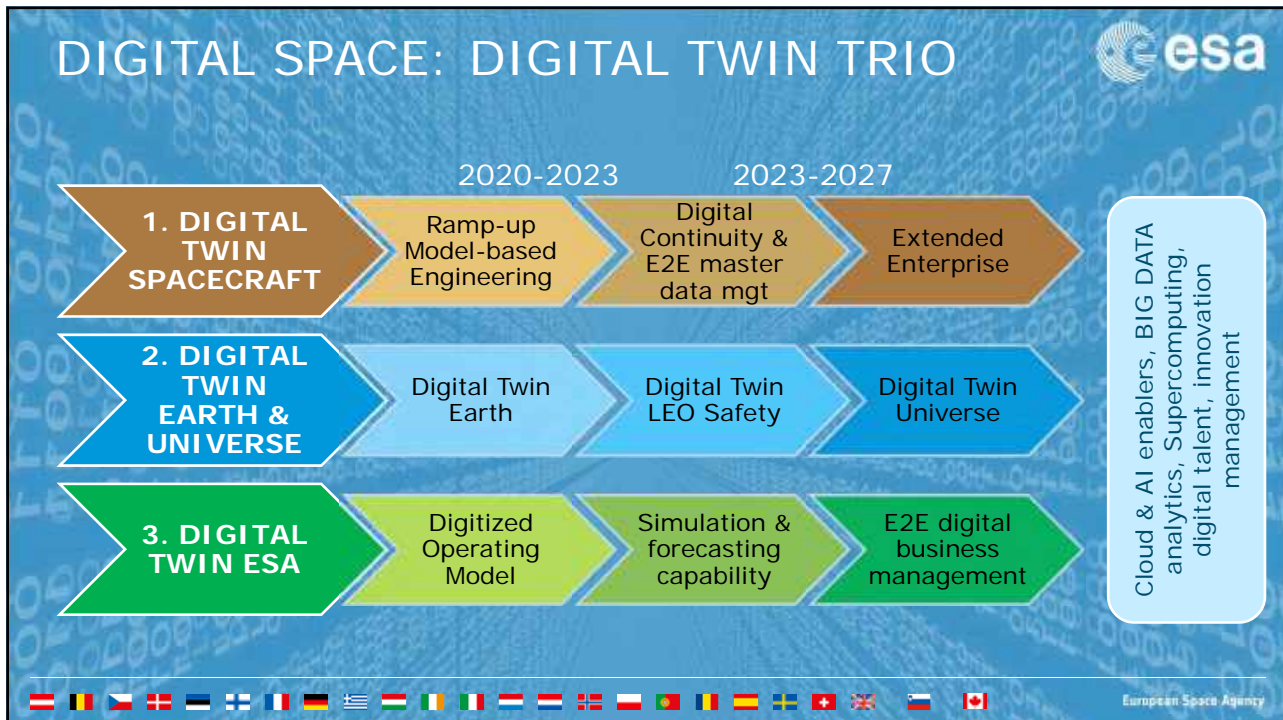 DIGITAL SPACE: DIGITAL TWIN TRIO
esa
2020-2023
2023-2027
1. DIGITAL
TWIN
SPACECRAFT
Ramp-up
Model-based
Engineering
Digital
Continuity &
E2E master
data mgt
Extended
Enterprise
2. DIGITAL
TWIN
EARTH &
UNIVERSE
Digital Twin
Earth
Digital Twin
LEO Safety
Digital Twin
Universe
3. DIGITAL
TWIN ESA
Digitized
Operating
Model
Simulation &
forecasting
capability
E2E digital
business
management
Cloud & AI enablers, BIG DATA
analytics, Supercomputing,
digital talent, innovation
management
European Space Agency